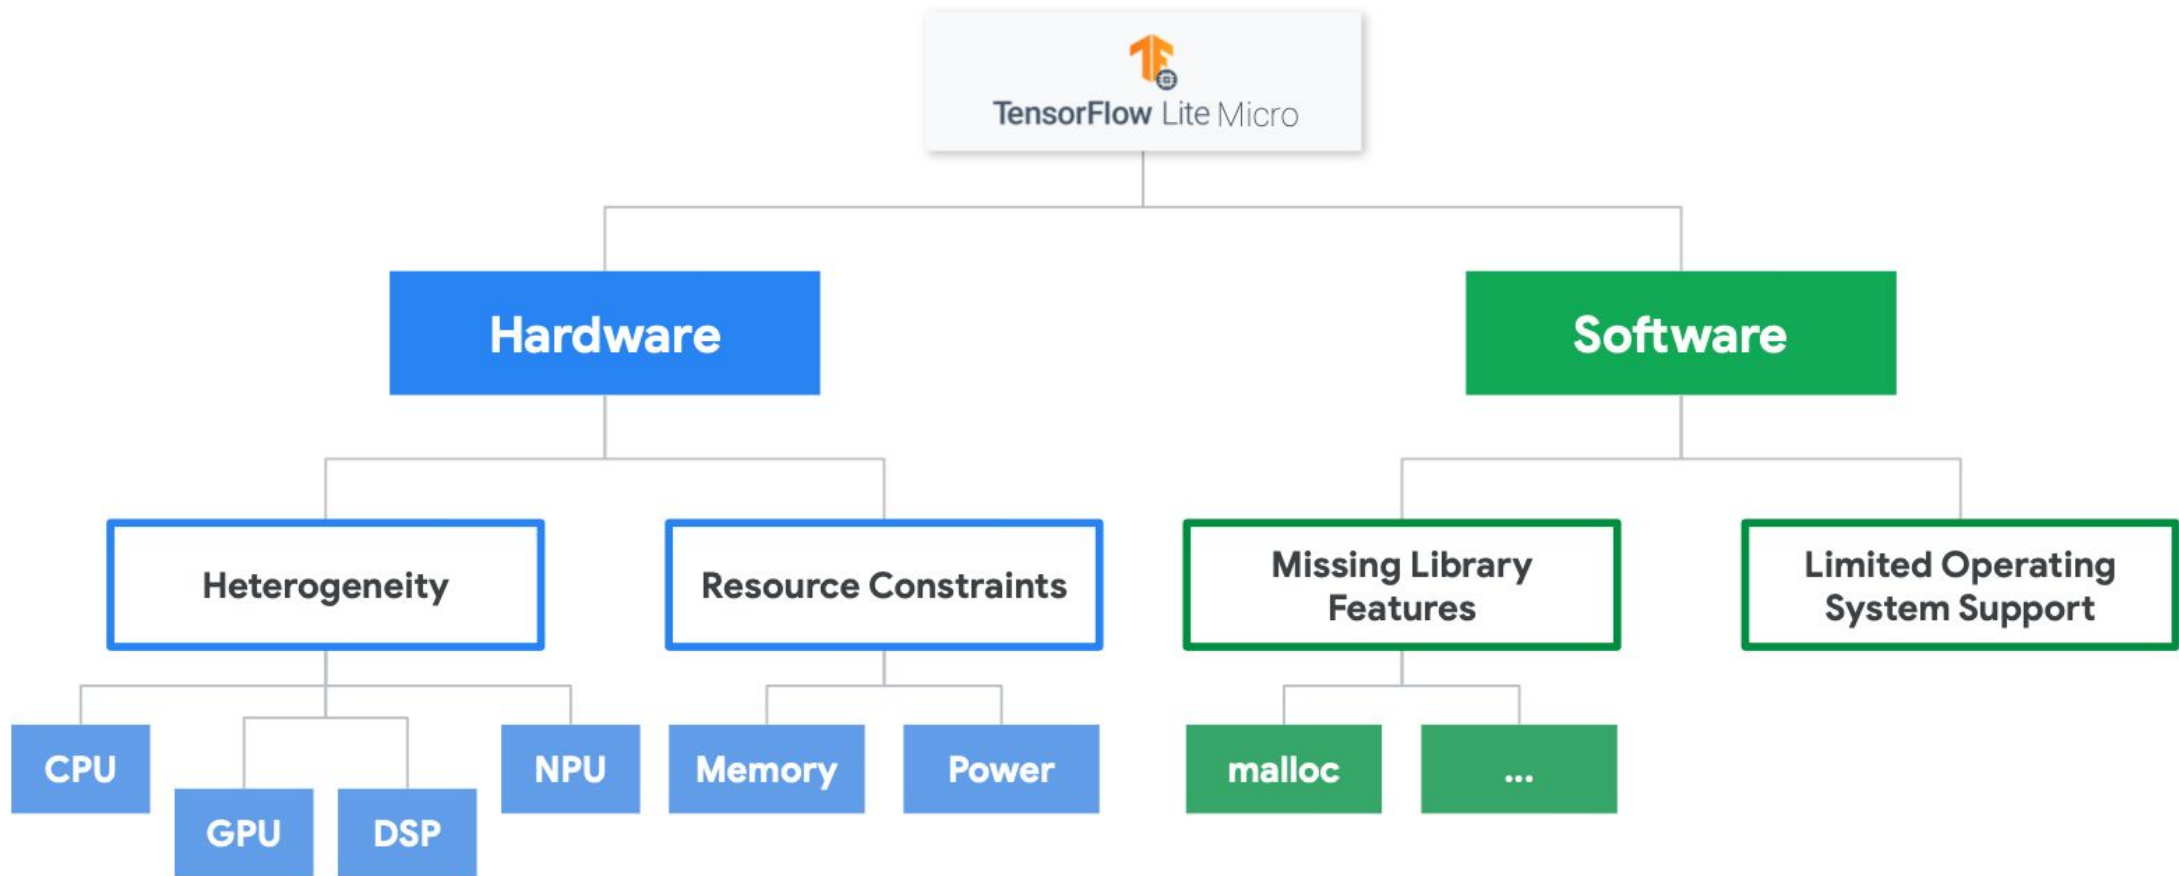 TensorFlow Lite Micro
Hardware
Software
Heterogeneity
Resource Constraints
Missing Library
Features
Limited Operating
System Support
CPU
GPU
DSP
NPU
Memory
Power
malloc
...